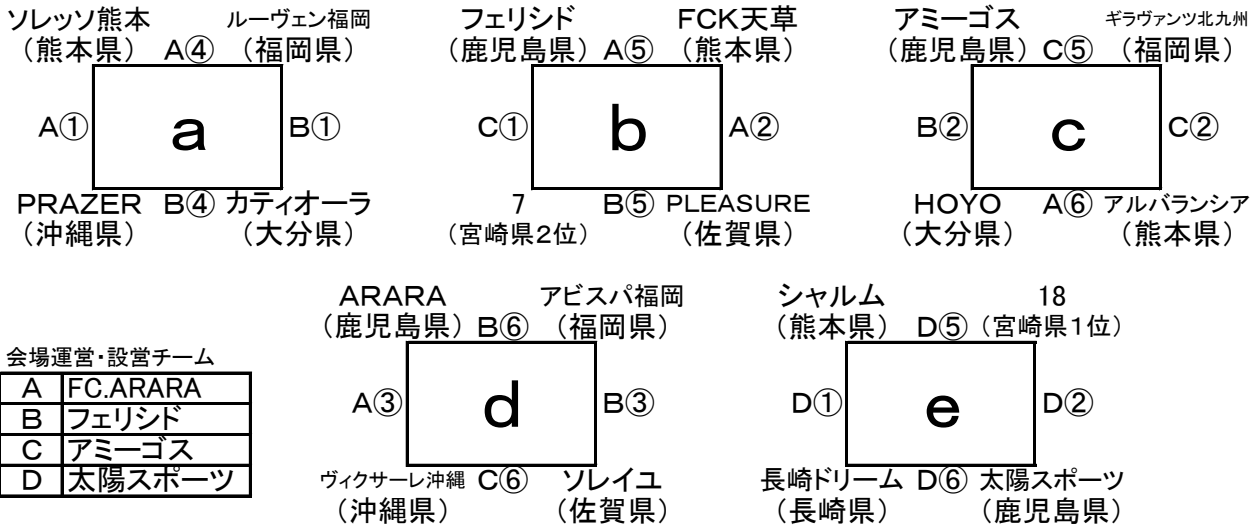 ソレッソ熊本 ルーヴェン福岡 フェリシド FCK天草 アミーゴス ギラヴァンツ北九州
（熊本県） A④ （福岡県） （鹿児島県） A⑤ （熊本県） （鹿児島県） C⑤ （福岡県）
A① a B① C① b A② B② c C②
PRAZER B④ カティオーラ 7 B⑤ PLEASURE HOYO A⑥ アルバランシア
（沖縄県） （大分県） （宮崎県２位） （佐賀県） （大分県） （熊本県）
ARARA アビスパ福岡 シャルム 18
（鹿児島県） B⑥ （福岡県） （熊本県） D⑤ （宮崎県１位）
会場運営・設営チーム
A FC.ARARA
B フェリシド
C アミーゴス
D 太陽スポーツ
A③ d B③ D① e D②
ヴィクサーレ沖縄 C⑥ ソレイユ 長崎ドリーム D⑥ 太陽スポーツ
（沖縄県） （佐賀県） （長崎県） （鹿児島県）